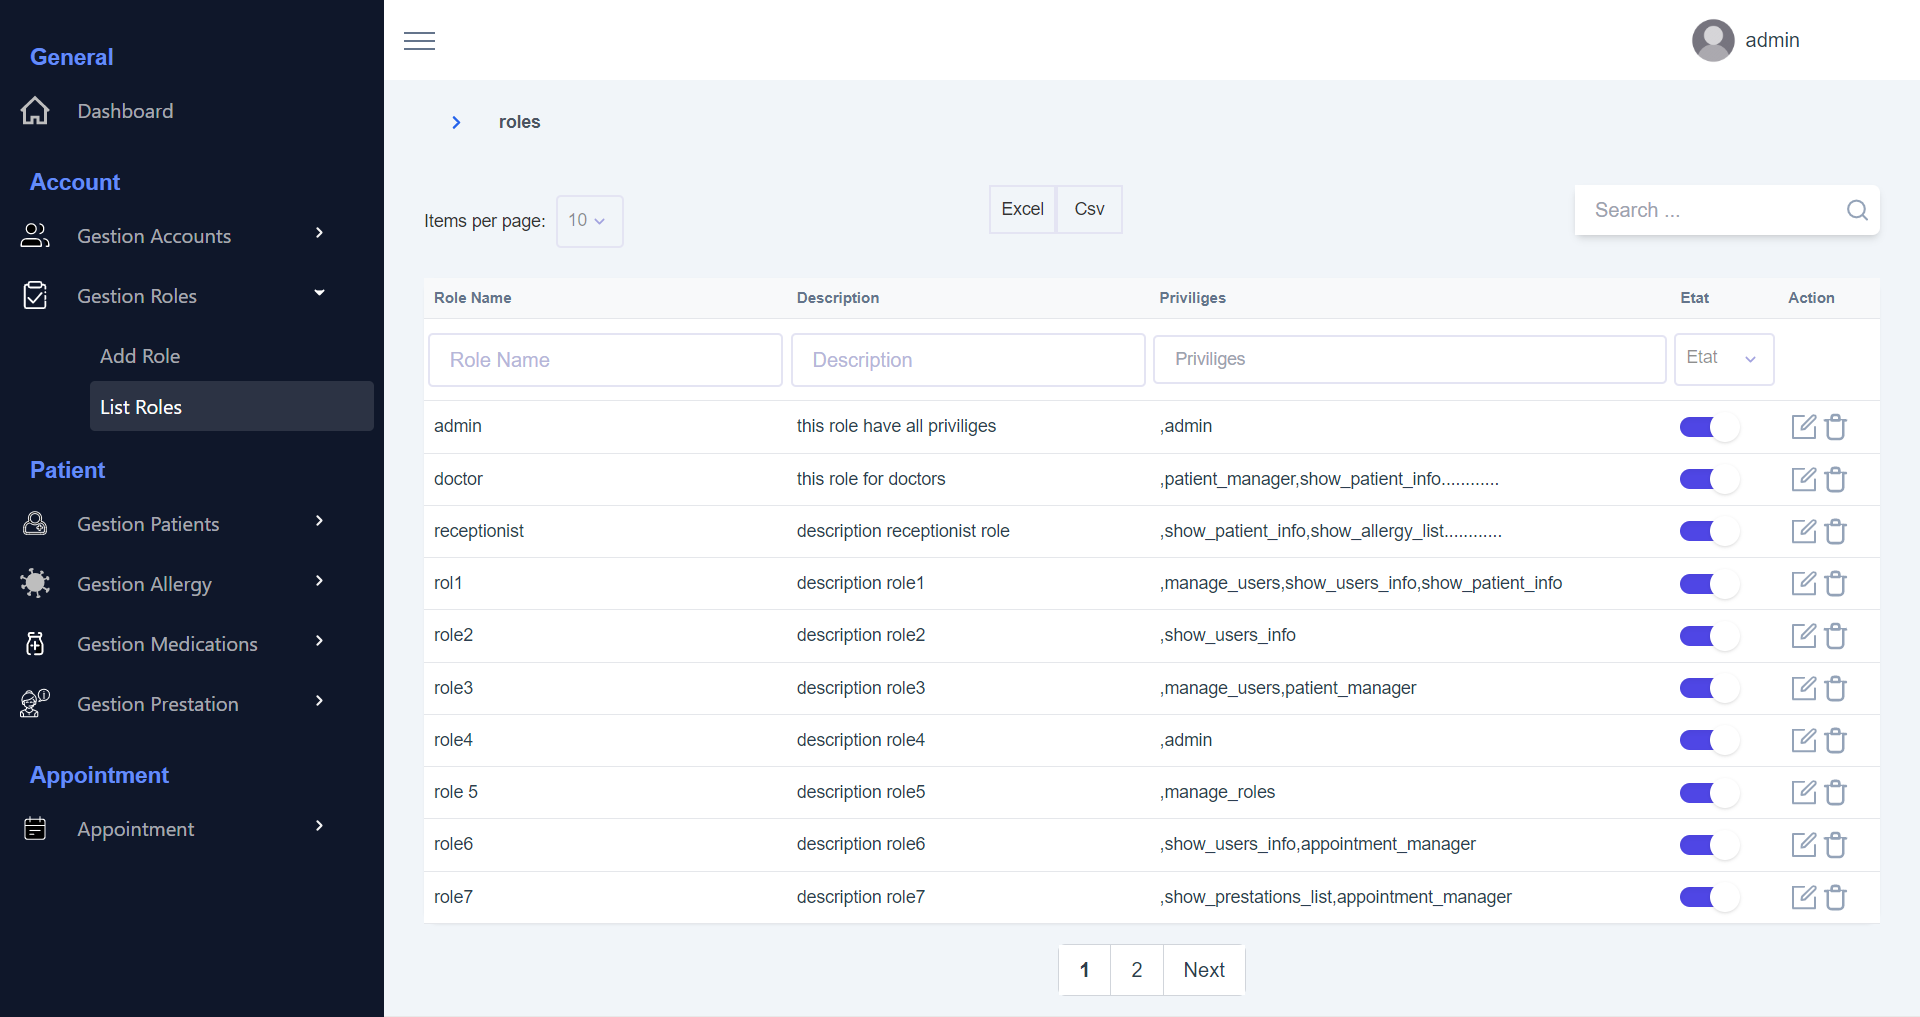 General
Dashboard
Account
Gestion Accounts
Gestion Roles
Add Role
List Roles
Patient
Gestion Patients
Gestion Allergy
Gestion Medications
Gestion Prestation
Appointment
Appointment
admin
roles
Items per page: 10
Excel Csv
Search ...
Role Name Description Priviliges Etat Action
Role Name Description Priviliges Etat
admin this role have all priviliges ,admin
doctor this role for doctors ,patient_manager,show_patient_info............
receptionist description receptionist role ,show_patient_info,show_allergy_list............
rol1 description role1 ,manage_users,show_users_info,show_patient_info
role2 description role2 ,show_users_info
role3 description role3 ,manage_users,patient_manager
role4 description role4 ,admin
role 5 description role5 ,manage_roles
role6 description role6 ,show_users_info,appointment_manager
role7 description role7 ,show_prestations_list,appointment_manager
1 2 Next